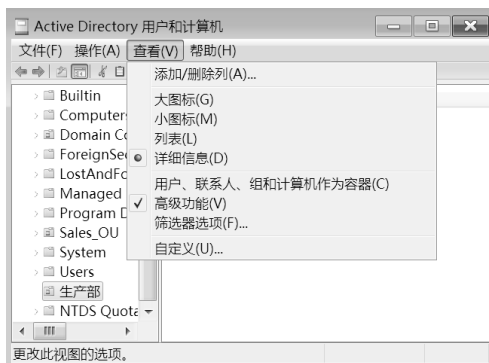 Active Directory 用户和计算机
文件(F) 操作(A) 查看(V) 帮助(H)
添加/删除列(A)...
大图标(G)
小图标(M)
列表(L)
详细信息(D)
用户、联系人、组和计算机作为容器(C)
高级功能(V)
筛选器选项(F)...
自定义(U)...
Builtin
Computer
Domain Co
ForeignSec
LostAndFo
Managed
Program D
Sales_OU
System
Users
生产部
NTDS Quota
更改此视图的选项。